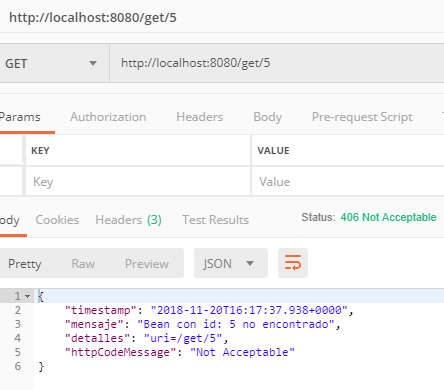 http://localhost:8080/get/5
GET http://localhost:8080/get/5
Params Authorization Headers Body Pre-request Script
KEY VALUE
Key Value
ody Cookies Headers (3) Test Results Status: 406 Not Acceptable
Pretty Raw Preview JSON
1 {
2 "timestamp": "2018-11-20T16:17:37.938+0000",
3 "mensaje": "Bean con id: 5 no encontrado",
4 "detalles": "uri=/get/5",
5 "httpCodeMessage": "Not Acceptable"
6 }